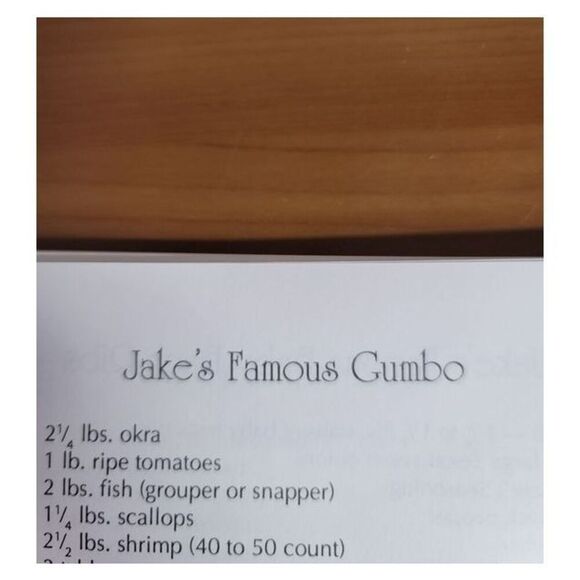 Jake's Famous Gumbo
2¼ lbs. okra
1 lb. ripe tomatoes
2 lbs. fish (grouper or snapper)
1¼ lbs. scallops
2½ lbs. shrimp (40 to 50 count)